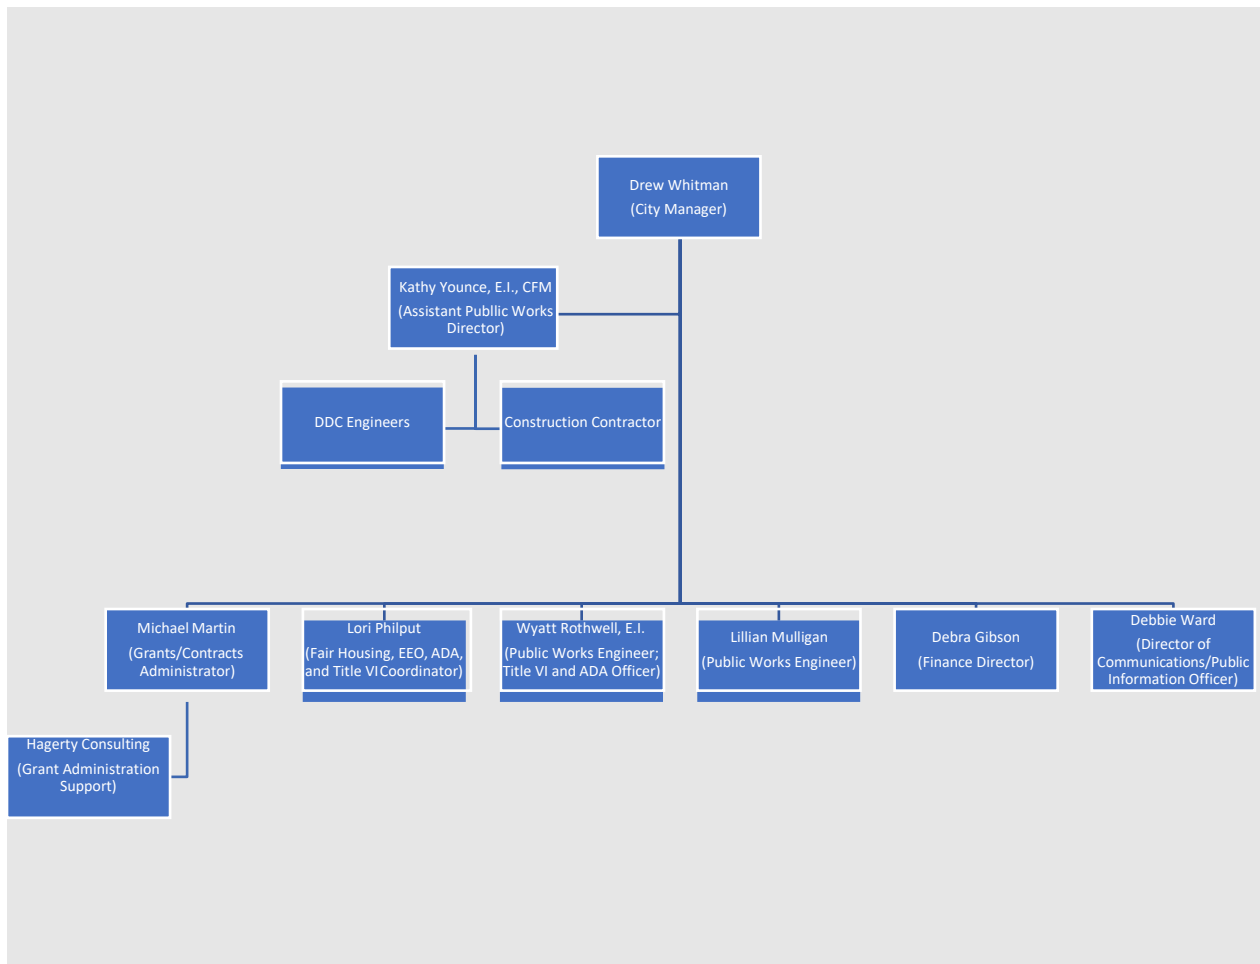 Drew Whitman
(City Manager)
Kathy Younce, E.I., CFM
(Assistant Publlic Works
Director)
DDC Engineers
Construction Contractor
Michael Martin
(Grants/Contracts
Administrator)
Lori Philput
(Fair Housing, EEO, ADA,
and Title VI Coordinator)
Wyatt Rothwell, E.I.
(Public Works Engineer;
Title VI and ADA Officer)
Lillian Mulligan
(Public Works Engineer)
Debra Gibson
(Finance Director)
Debbie Ward
(Director of
Communications/Public
Information Officer)
Hagerty Consulting
(Grant Administration
Support)